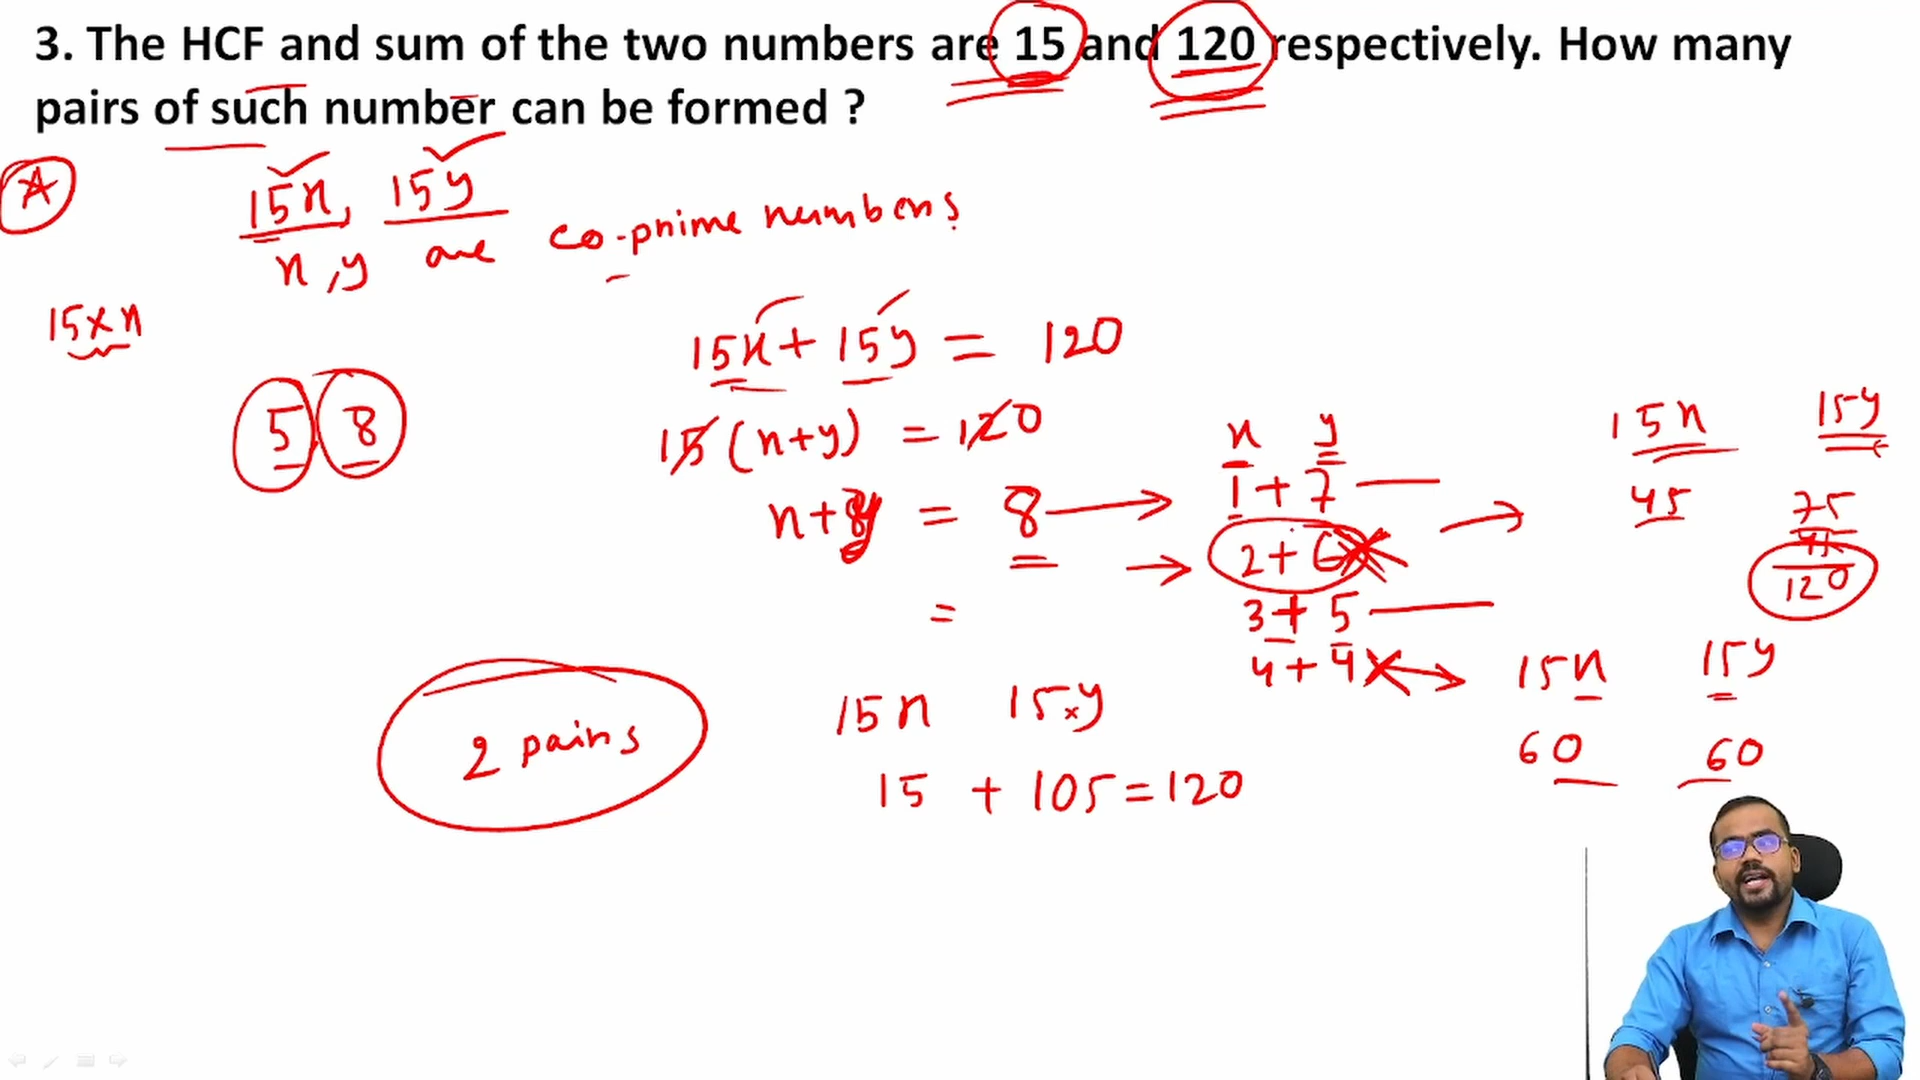 3. The HCF and sum of the two numbers are 15 and 120 respectively. How many
pairs of such number can be formed ?
A
15x, 15y
x, y are co-prime numbers
15×x
15x + 15y = 120
5 8
15 (x+y) = 120
x y
15x 15y
x+y = 8 → 1 + 7
45 75
→ 2 + 6
45
120
= 3 + 5
4 + 4 → 15x 15y
15x 15y
2 pairs
60 60
15 + 105 = 120